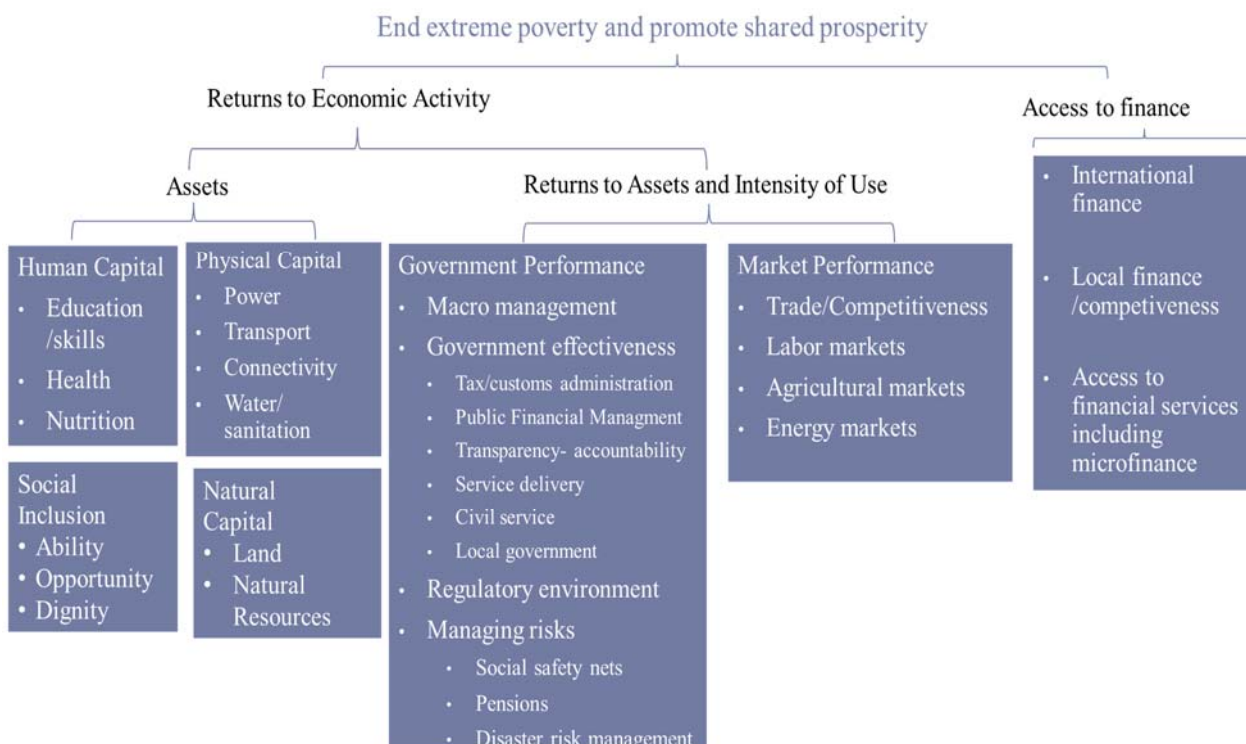 End extreme poverty and promote shared prosperity
Returns to Economic Activity
Access to finance
Assets
Returns to Assets and Intensity of Use
Human Capital
• Education
/skills
• Health
• Nutrition
Physical Capital
• Power
• Transport
• Connectivity
• Water/
sanitation
Social
Inclusion
• Ability
• Opportunity
• Dignity
Natural
Capital
• Land
• Natural
Resources
Government Performance
• Macro management
• Government effectiveness
• Tax/customs administration
• Public Financial Managment
• Transparency- accountability
• Service delivery
• Civil service
• Local government
• Regulatory environment
• Managing risks
• Social safety nets
• Pensions
• Disaster risk management
Market Performance
• Trade/Competitiveness
• Labor markets
• Agricultural markets
• Energy markets
• International
finance
• Local finance
/competiveness
• Access to
financial services
including
microfinance